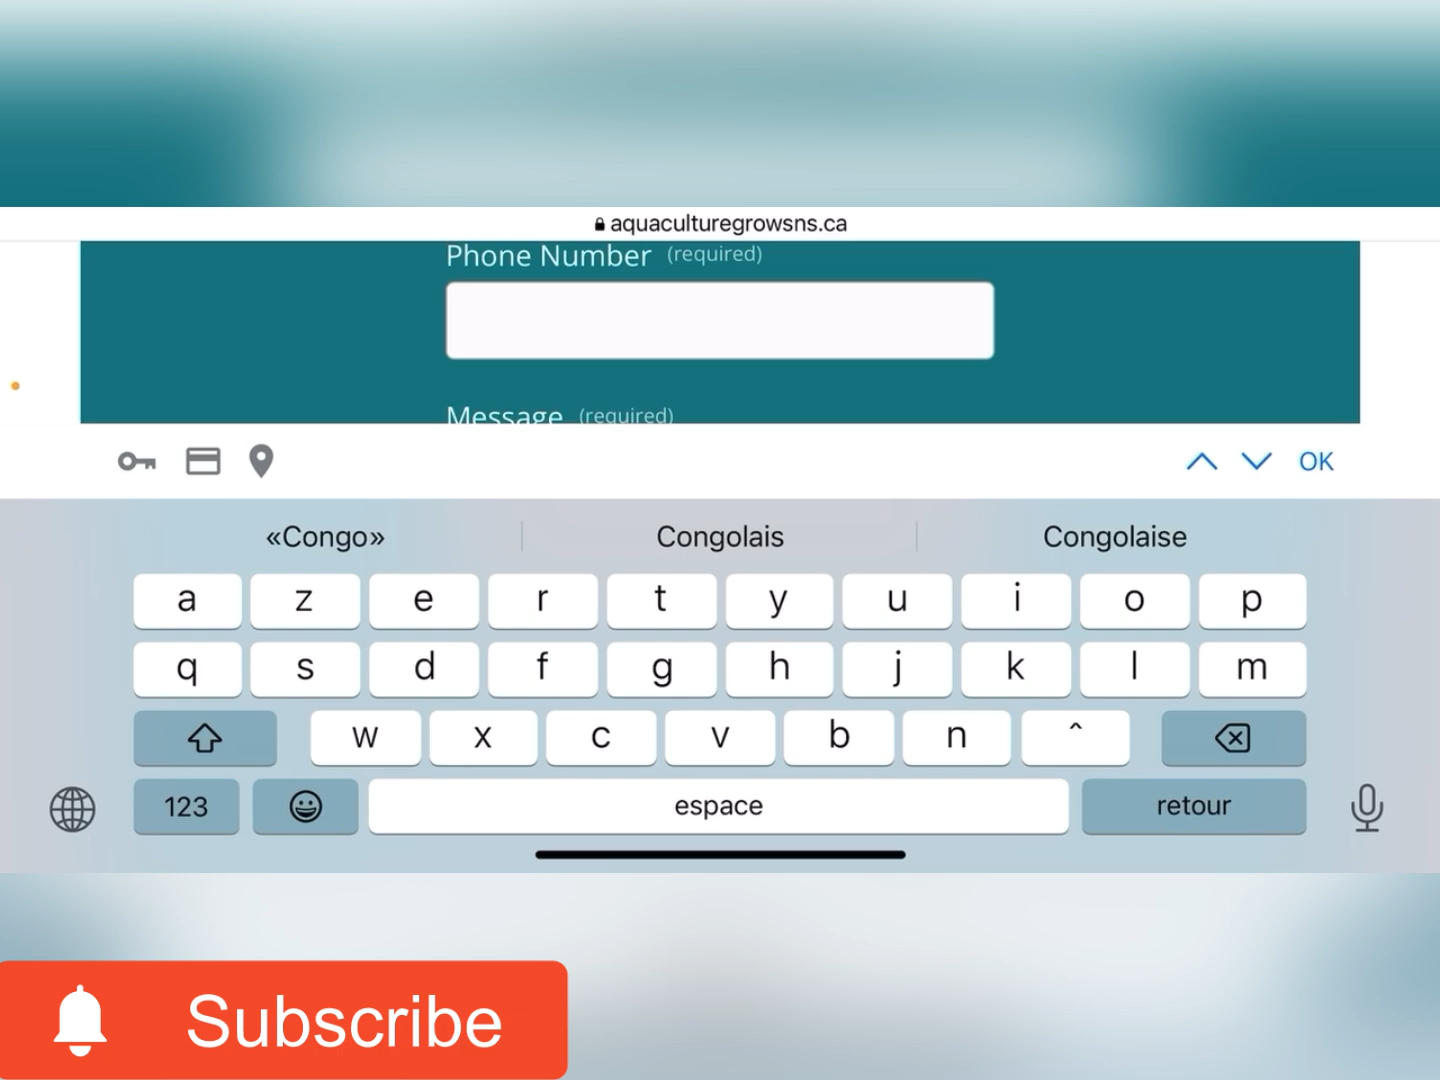 aquaculturegrowsns.ca
Phone Number (required)
Message (required)
OK
«Congo» Congolais Congolaise
a z e r t y u i o p
q s d f g h j k l m
w x c v b n ^
123 espace retour
Subscribe